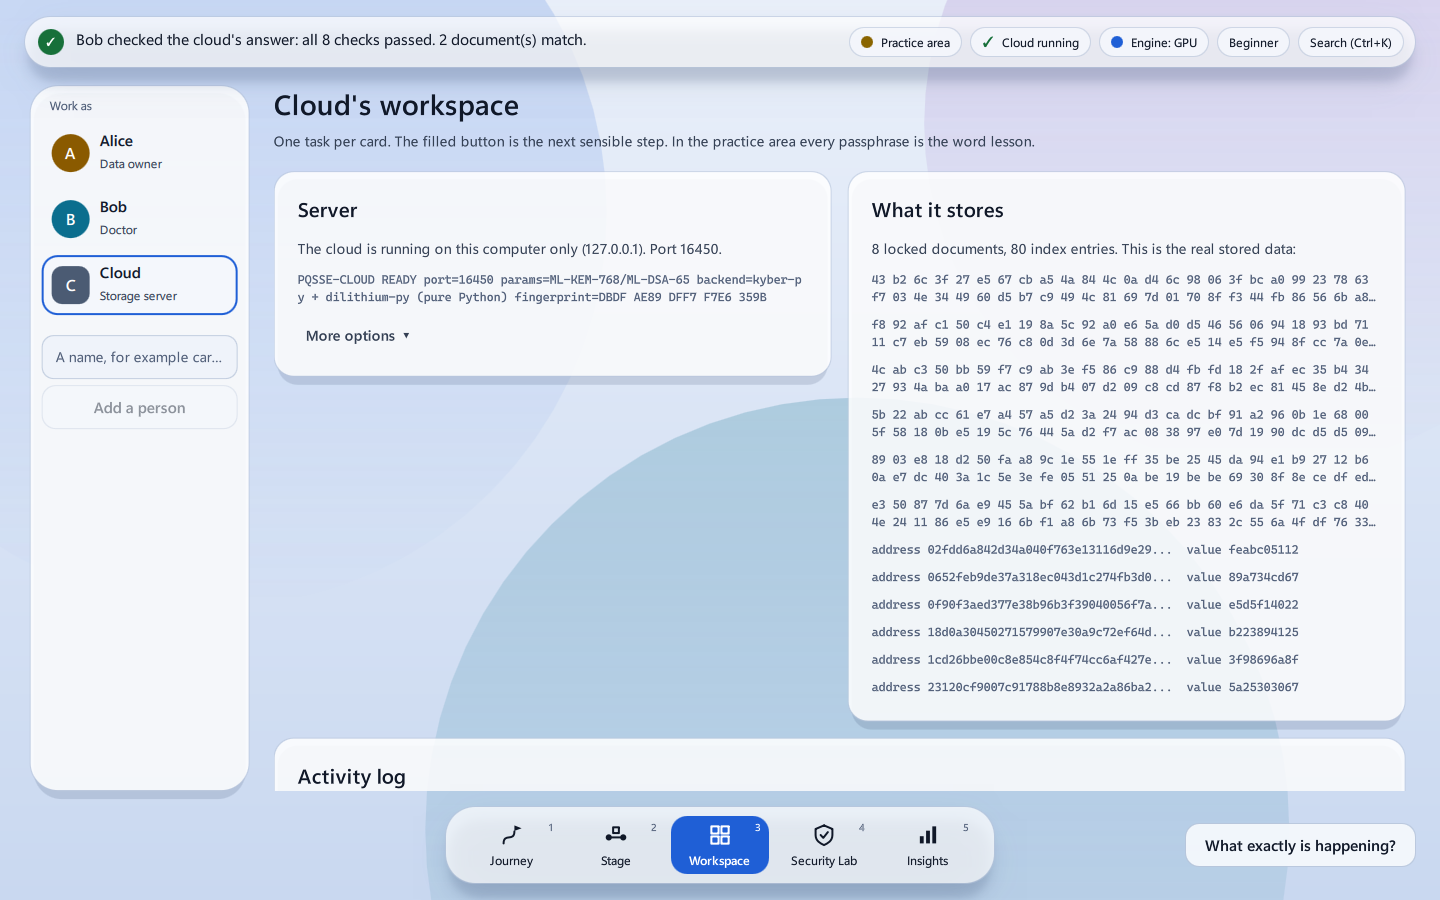 Bob checked the cloud's answer: all 8 checks passed. 2 document(s) match.
Practice area
Cloud running
Engine: GPU
Beginner
Search (Ctrl+K)
Work as
A
Alice
Data owner
B
Bob
Doctor
C
Cloud
Storage server
A name, for example car...
Add a person
Cloud's workspace
One task per card. The filled button is the next sensible step. In the practice area every passphrase is the word lesson.
Server
The cloud is running on this computer only (127.0.0.1). Port 16450.
PQSSE-CLOUD READY port=16450 params=ML-KEM-768/ML-DSA-65 backend=kyber-p
y + dilithium-py (pure Python) fingerprint=DBDF AE89 DFF7 F7E6 359B
More options
What it stores
8 locked documents, 80 index entries. This is the real stored data:
43 b2 6c 3f 27 e5 67 cb a5 4a 84 4c 0a d4 6c 98 06 3f bc a0 99 23 78 63
f7 03 4e 34 49 60 d5 b7 c9 49 4c 81 69 7d 01 70 8f f3 44 fb 86 56 6b a8…
f8 92 af c1 50 c4 e1 19 8a 5c 92 a0 e6 5a d0 d5 46 56 06 94 18 93 bd 71
11 c7 eb 59 08 ec 76 c8 0d 3d 6e 7a 58 88 6c e5 14 e5 f5 94 8f cc 7a 0e…
4c ab c3 50 bb 59 f7 c9 ab 3e f5 86 c9 88 d4 fb fd 18 2f af ec 35 b4 34
27 93 4a ba a0 17 ac 87 9d b4 07 d2 09 c8 cd 87 f8 b2 ec 81 45 8e d2 4b…
5b 22 ab cc 61 e7 a4 57 a5 d2 3a 24 94 d3 ca dc bf 91 a2 96 0b 1e 68 00
5f 58 18 0b e5 19 5c 76 44 5a d2 f7 ac 08 38 97 e0 7d 19 90 dc d5 d5 09…
89 03 e8 18 d2 50 fa a8 9c 1e 55 1e ff 35 be 25 45 da 94 e1 b9 27 12 b6
0a e7 dc 40 3a 1c 5e 3e fe 05 51 25 0a be 19 be be 69 30 8f 8e ce df ed…
e3 50 87 7d 6a e9 45 5a bf 62 b1 6d 15 e5 66 bb 60 e6 da 5f 71 c3 c8 40
4e 24 11 86 e5 e9 16 6b f1 a8 6b 73 f5 3b eb 23 83 2c 55 6a 4f df 76 33…
address 02fdd6a842d34a040f763e13116d9e29... value feabc05112
address 0652feb9de37a318ec043d1c274fb3d0... value 89a734cd67
address 0f90f3aed377e38b96b3f39040056f7a... value e5d5f14022
address 18d0a30450271579907e30a9c72ef64d... value b223894125
address 1cd26bbe00c8e854c8f4f74cc6af427e... value 3f98696a8f
address 23120cf9007c91788b8e8932a2a86ba2... value 5a25303067
Activity log
1
Journey
2
Stage
3
Workspace
4
Security Lab
5
Insights
What exactly is happening?